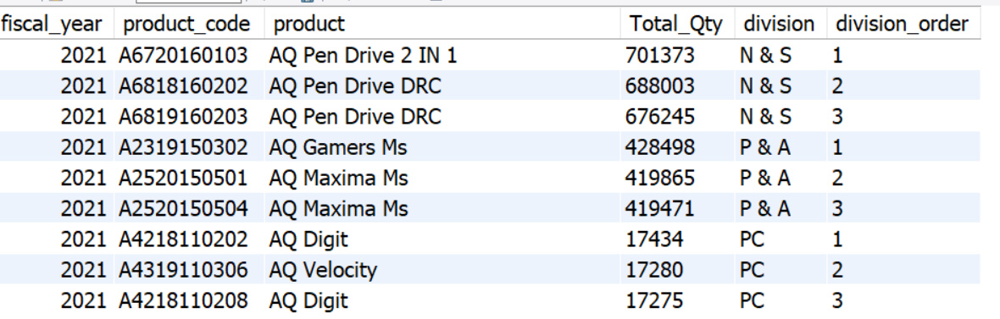 fiscal_year product_code product Total_Qty division division_order
2021 A6720160103 AQ Pen Drive 2 IN 1 701373 N & S 1
2021 A6818160202 AQ Pen Drive DRC 688003 N & S 2
2021 A6819160203 AQ Pen Drive DRC 676245 N & S 3
2021 A2319150302 AQ Gamers Ms 428498 P & A 1
2021 A2520150501 AQ Maxima Ms 419865 P & A 2
2021 A2520150504 AQ Maxima Ms 419471 P & A 3
2021 A4218110202 AQ Digit 17434 PC 1
2021 A4319110306 AQ Velocity 17280 PC 2
2021 A4218110208 AQ Digit 17275 PC 3